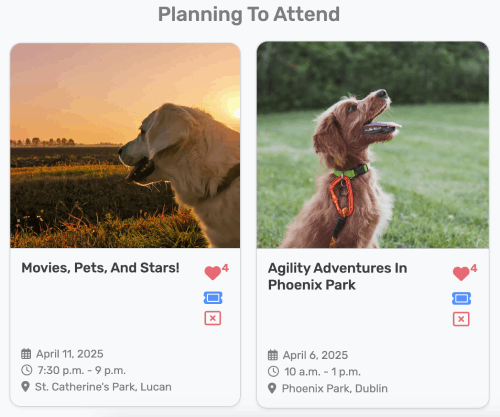 Planning To Attend
Movies, Pets, And Stars!
4
April 11, 2025
7:30 p.m. - 9 p.m.
St. Catherine's Park, Lucan
Agility Adventures In
Phoenix Park
4
April 6, 2025
10 a.m. - 1 p.m.
Phoenix Park, Dublin